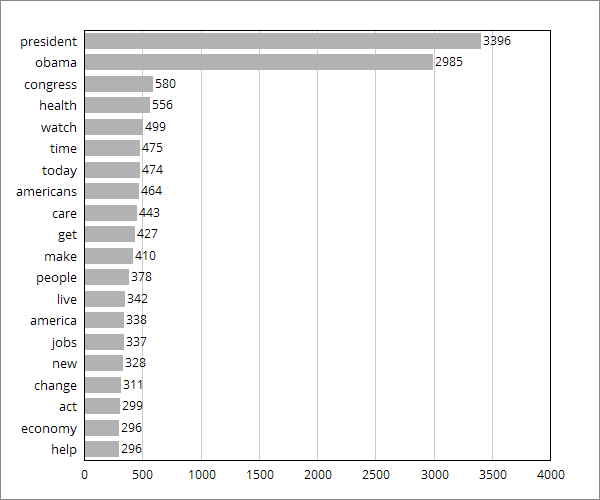 president 3396
obama 2985
congress 580
health 556
watch 499
time 475
today 474
americans 464
care 443
get 427
make 410
people 378
live 342
america 338
jobs 337
new 328
change 311
act 299
economy 296
help 296
0 500 1000 1500 2000 2500 3000 3500 4000